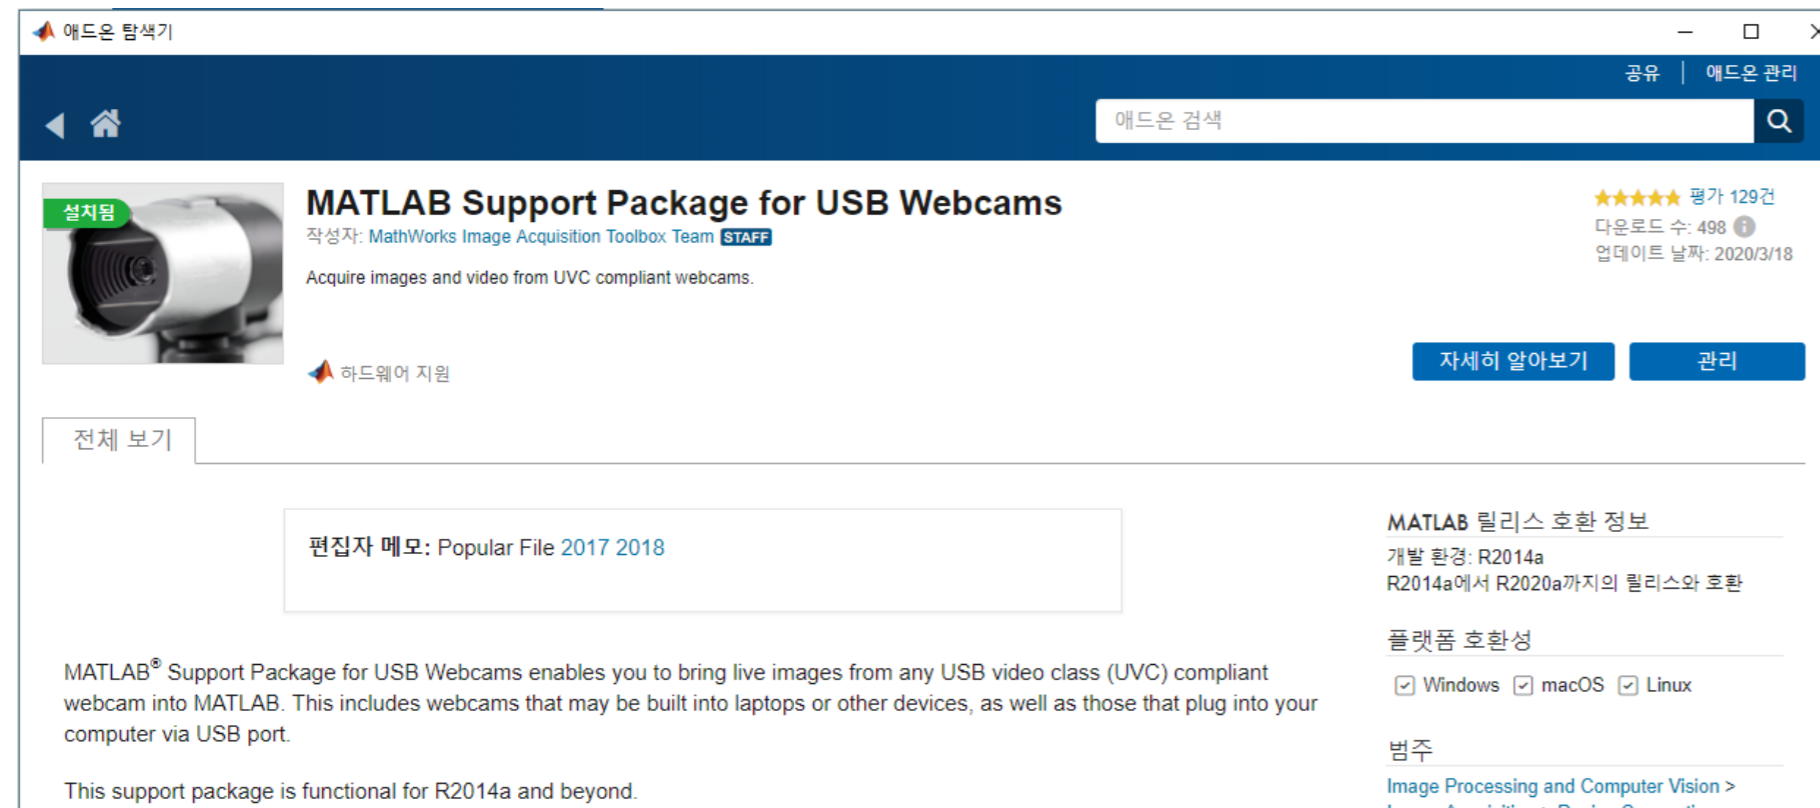 애드온 탐색기
공유 | 애드온 관리
애드온 검색
설치됨
MATLAB Support Package for USB Webcams
작성자: MathWorks Image Acquisition Toolbox Team STAFF
Acquire images and video from UVC compliant webcams.
하드웨어 지원
평가 129건
다운로드 수: 498
업데이트 날짜: 2020/3/18
자세히 알아보기
관리
전체 보기
편집자 메모: Popular File 2017 2018
MATLAB® Support Package for USB Webcams enables you to bring live images from any USB video class (UVC) compliant
webcam into MATLAB. This includes webcams that may be built into laptops or other devices, as well as those that plug into your
computer via USB port.
This support package is functional for R2014a and beyond.
MATLAB 릴리스 호환 정보
개발 환경: R2014a
R2014a에서 R2020a까지의 릴리스와 호환
플랫폼 호환성
Windows macOS Linux
범주
Image Processing and Computer Vision >